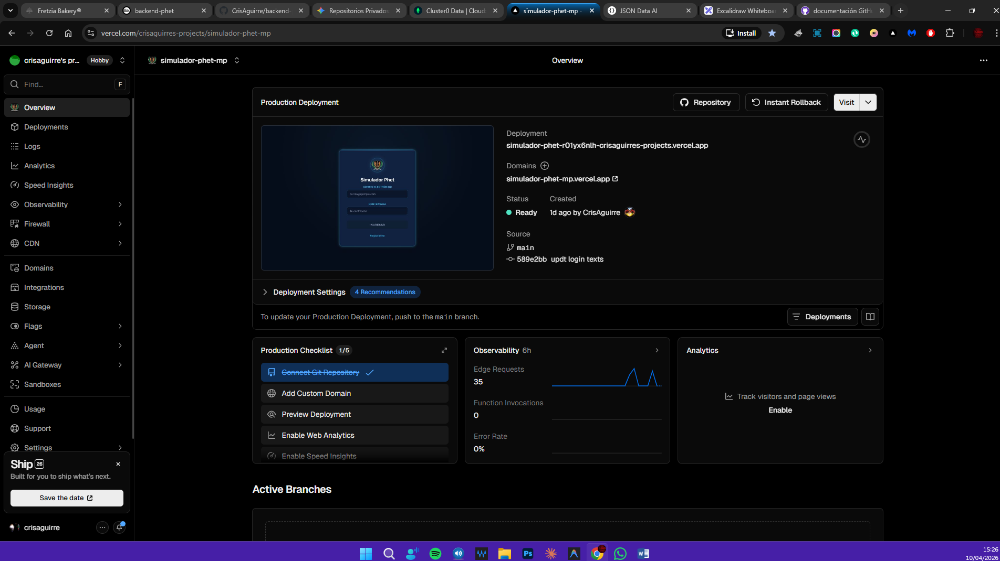 Fretzia Bakery®
backend-phet
CrisAguirre/backend-
Repositorios Privados
Cluster0 Data | Clouds
simulador-phet-mp -
JSON Data AI
Excalidraw Whiteboa
documentación GitHu
vercel.com/crisaguirres-projects/simulador-phet-mp
Install
crisaguirre's pr...
Hobby
simulador-phet-mp
Overview
Find...
F
Overview
Deployments
Logs
Analytics
Speed Insights
Observability
Firewall
CDN
Domains
Integrations
Storage
Flags
Agent
AI Gateway
Sandboxes
Usage
Support
Settings
Ship 26
Built for you to ship what's next.
Save the date
crisaguirre
Production Deployment
Repository
Instant Rollback
Visit
Simulador Phet
CORREO ELECTRÓNICO
correo@ejemplo.com
CONTRASEÑA
Tu contraseña
INGRESAR
Registrarme
Deployment
simulador-phet-r01yx6nlh-crisaguirres-projects.vercel.app
Domains
simulador-phet-mp.vercel.app
Status
Created
Ready
1d ago by CrisAguirre
Source
main
589e2bb updt login texts
Deployment Settings
4 Recommendations
To update your Production Deployment, push to the main branch.
Deployments
Production Checklist
1/5
Connect Git Repository
Add Custom Domain
Preview Deployment
Enable Web Analytics
Enable Speed Insights
Observability 6h
Edge Requests
35
Function Invocations
0
Error Rate
0%
Analytics
Track visitors and page views
Enable
Active Branches
Ps
W
15:26
10/04/2026